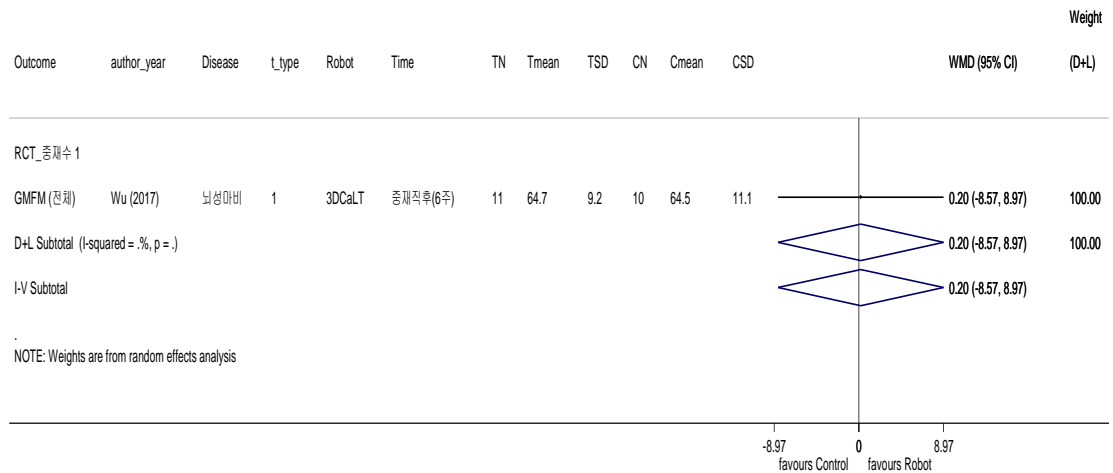 Weight
Outcome author_year Disease t_type Robot Time TN Tmean TSD CN Cmean CSD WMD (95% CI) (D+L)
RCT_중재수 1
GMFM (전체) Wu (2017) 뇌성마비 1 3DCaLT 중재직후(6주) 11 64.7 9.2 10 64.5 11.1 0.20 (-8.57, 8.97) 100.00
D+L Subtotal (I-squared = .%, p = .) 0.20 (-8.57, 8.97) 100.00
I-V Subtotal 0.20 (-8.57, 8.97)
.
NOTE: Weights are from random effects analysis
-8.97 0 8.97
favours Control favours Robot